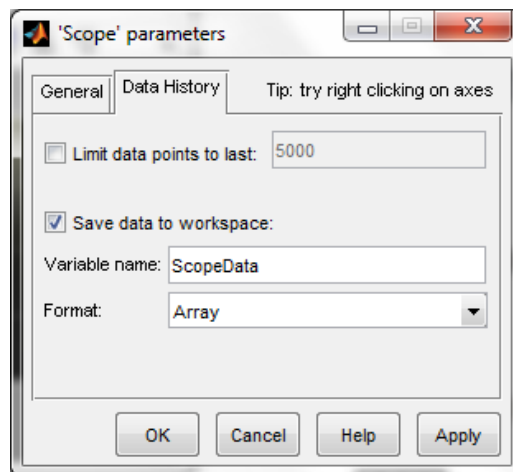 'Scope' parameters
General Data History Tip: try right clicking on axes
Limit data points to last: 5000
Save data to workspace:
Variable name: ScopeData
Format: Array
OK Cancel Help Apply